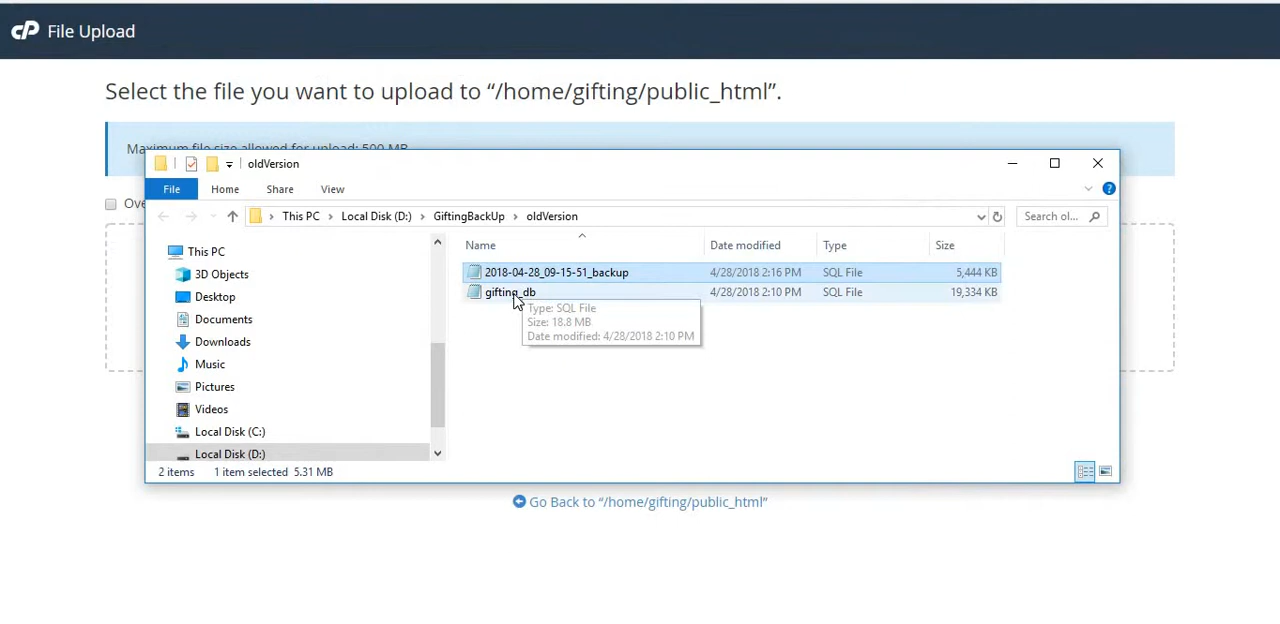 cP File Upload
Select the file you want to upload to “/home/gifting/public_html”.
Maximum file size allowed for upload: 500 MB
oldVersion
File Home Share View
This PC Local Disk (D:) GiftingBackUp oldVersion Search ol...
Name Date modified Type Size
This PC
3D Objects
Desktop
Documents
Downloads
Music
Pictures
Videos
Local Disk (C:)
Local Disk (D:)
2018-04-28_09-15-51_backup 4/28/2018 2:16 PM SQL File 5,444 KB
gifting_db 4/28/2018 2:10 PM SQL File 19,334 KB
Type: SQL File
Size: 18.8 MB
Date modified: 4/28/2018 2:10 PM
2 items 1 item selected 5.31 MB
Go Back to “/home/gifting/public_html”